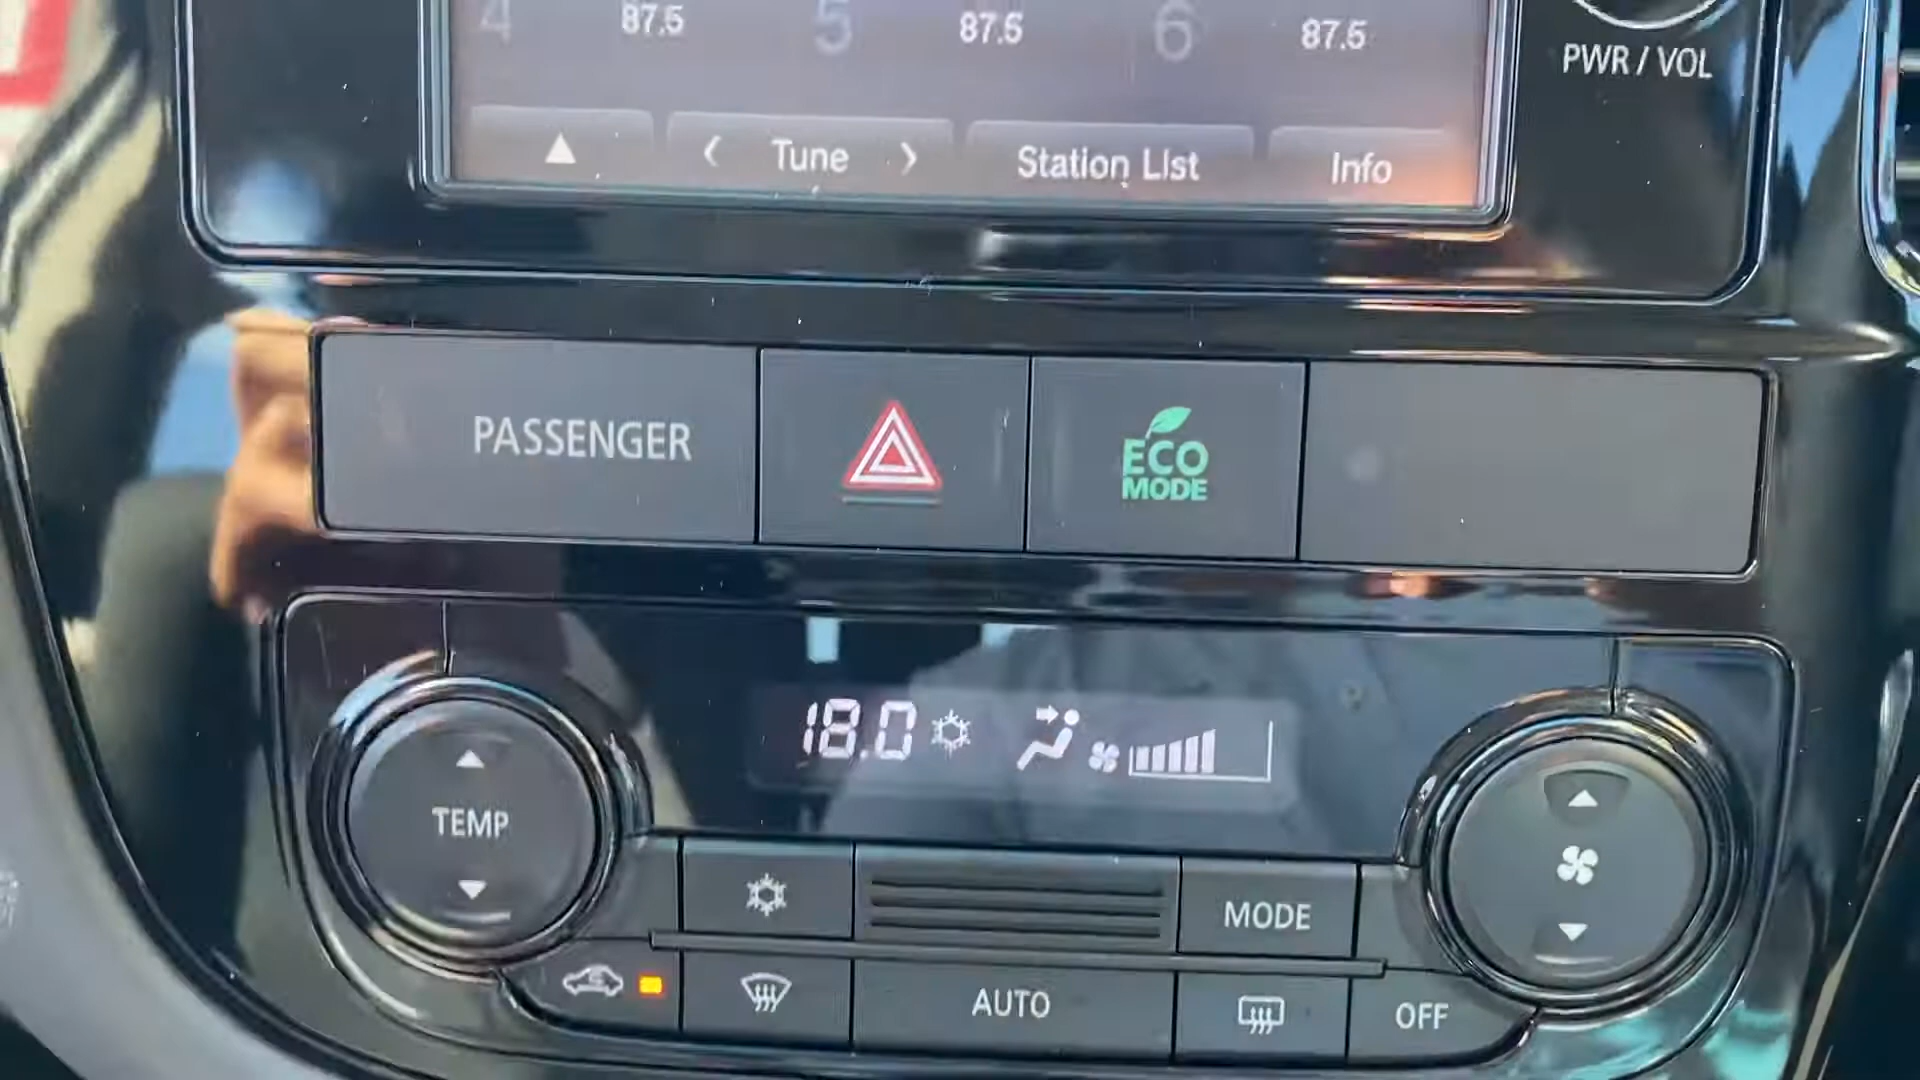 4 87.5 5 87.5 6 87.5
PWR / VOL
Tune Station List Info
PASSENGER
ECO
MODE
18.0
TEMP
MODE
AUTO
OFF